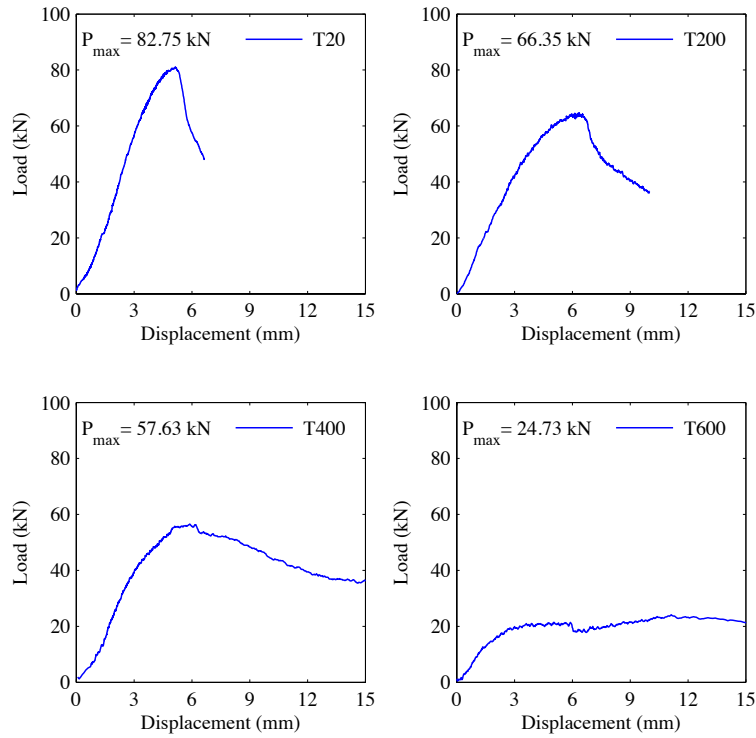 100
80
60
40
20
0
Load (kN)
P_max = 82.75 kN
T20
0 3 6 9 12 15
Displacement (mm)
100
80
60
40
20
0
Load (kN)
P_max = 66.35 kN
T200
0 3 6 9 12 15
Displacement (mm)
100
80
60
40
20
0
Load (kN)
P_max = 57.63 kN
T400
0 3 6 9 12 15
Displacement (mm)
100
80
60
40
20
0
Load (kN)
P_max = 24.73 kN
T600
0 3 6 9 12 15
Displacement (mm)